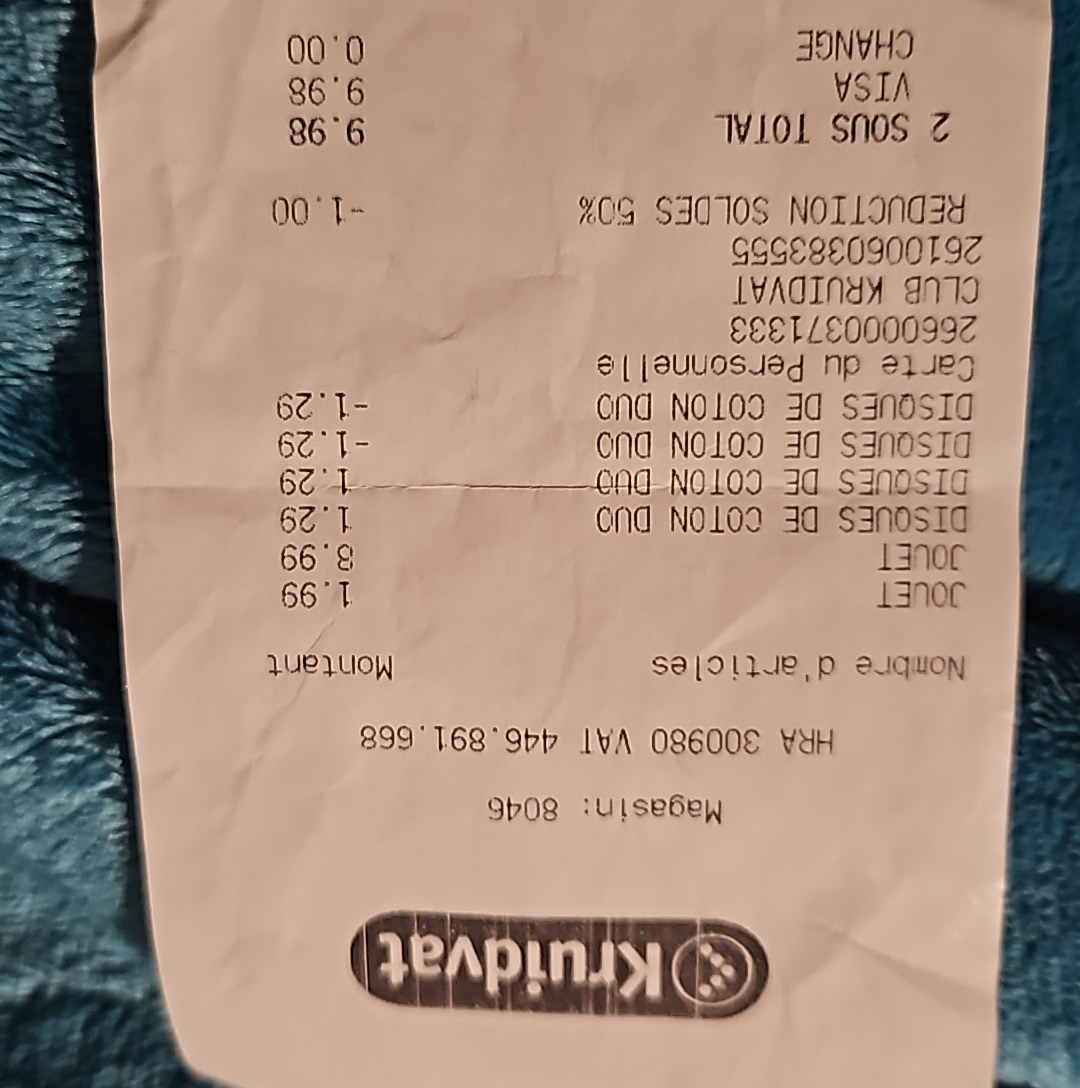 Kruidvat
Magasin: 8046
HRA 300980 VAT 446.891.668
Nombre d'articles Montant
JOUET 1.99
JOUET 8.99
DISQUES DE COTON DUO 1.29
DISQUES DE COTON DUO 1.29
DISQUES DE COTON DUO -1.29
DISQUES DE COTON DUO -1.29
Carte du Personnelle
2660000371333
CLUB KRUIDVAT
2610060383555
REDUCTION SOLDES 50% -1.00
2 SOUS TOTAL 9.98
VISA 9.98
CHANGE 0.00